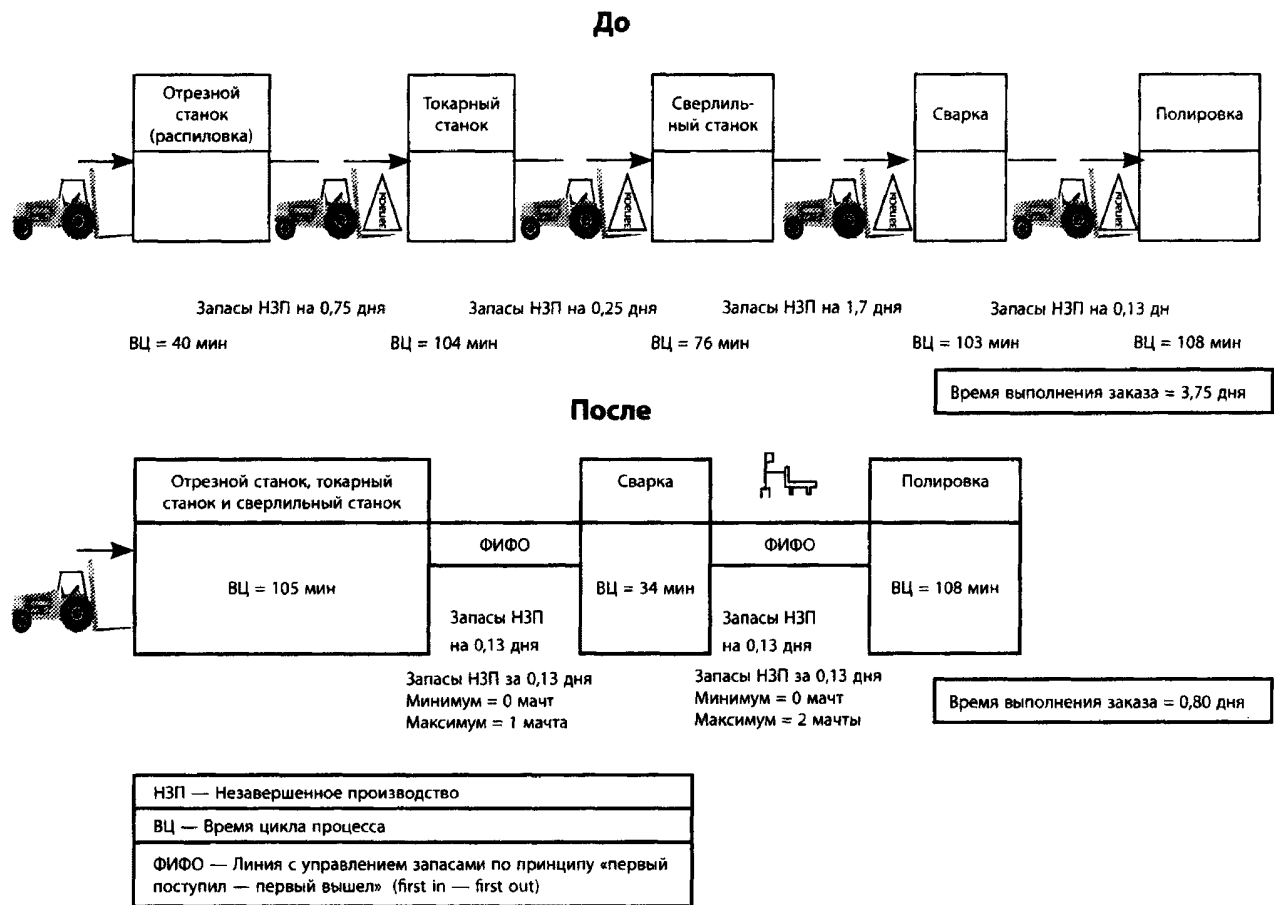 До
Отрезной
станок
(распиловка)
Токарный
станок
Сверлиль-
ный станок
Сварка
Полировка
запасы
запасы
запасы
запасы
Запасы НЗП на 0,75 дня
Запасы НЗП на 0,25 дня
Запасы НЗП на 1,7 дня
Запасы НЗП на 0,13 дн
ВЦ = 40 мин
ВЦ = 104 мин
ВЦ = 76 мин
ВЦ = 103 мин
ВЦ = 108 мин
Время выполнения заказа = 3,75 дня
После
Отрезной станок, токарный
станок и сверлильный станок
Сварка
Полировка
ФИФО
ФИФО
ВЦ = 105 мин
ВЦ = 34 мин
ВЦ = 108 мин
Запасы НЗП
на 0,13 дня
Запасы НЗП
на 0,13 дня
Запасы НЗП за 0,13 дня
Минимум = 0 мачт
Максимум = 1 мачта
Запасы НЗП за 0,13 дня
Минимум = 0 мачт
Максимум = 2 мачты
Время выполнения заказа = 0,80 дня
НЗП — Незавершенное производство
ВЦ — Время цикла процесса
ФИФО — Линия с управлением запасами по принципу «первый
поступил — первый вышел» (first in — first out)